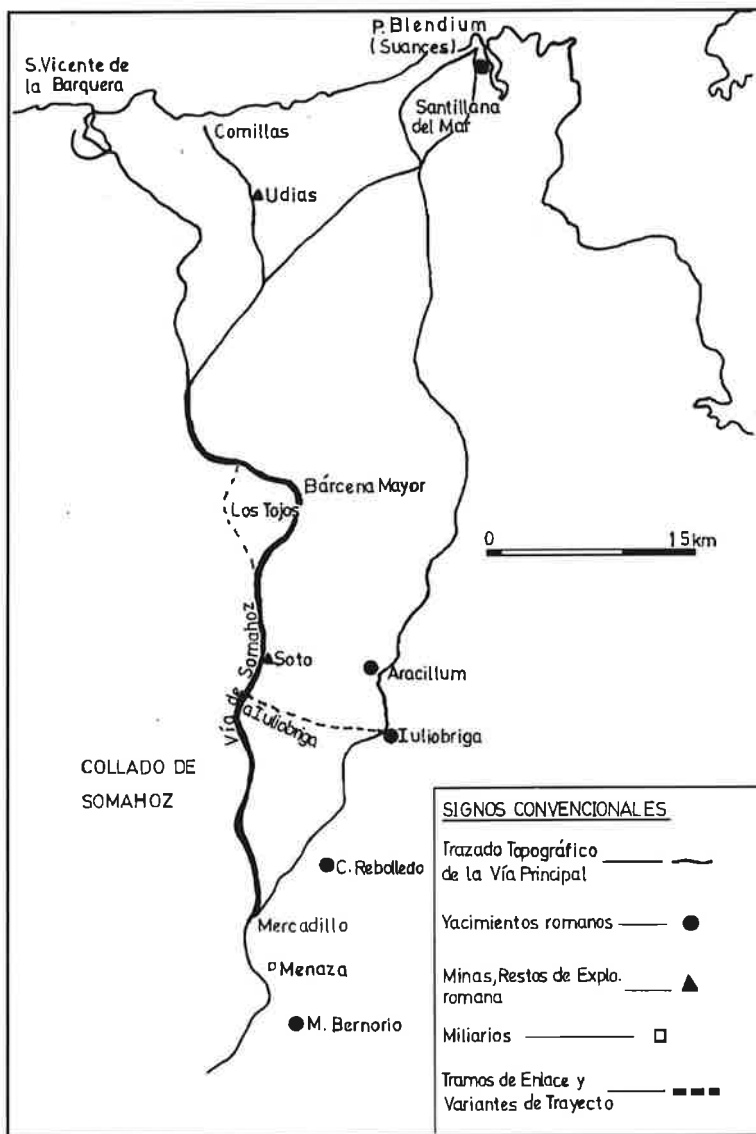 P. Blendium
(Suances)
S.Vicente de
la Barquera
Santillana
del Mar
Comillas
Udias
Bárcena Mayor
Los Tojos
0 15 km
Vía de Somahoz
Soto
Aracillum
a Iuliobriga
Iuliobriga
COLLADO DE
SOMAHOZ
C. Rebolledo
Mercadillo
Menaza
M. Bernorio
SIGNOS CONVENCIONALES
Trazado Topográfico
de la Vía Principal
Yacimientos romanos
Minas, Restos de Explo.
romana
Miliarios
Tramos de Enlace y
Variantes de Trayecto